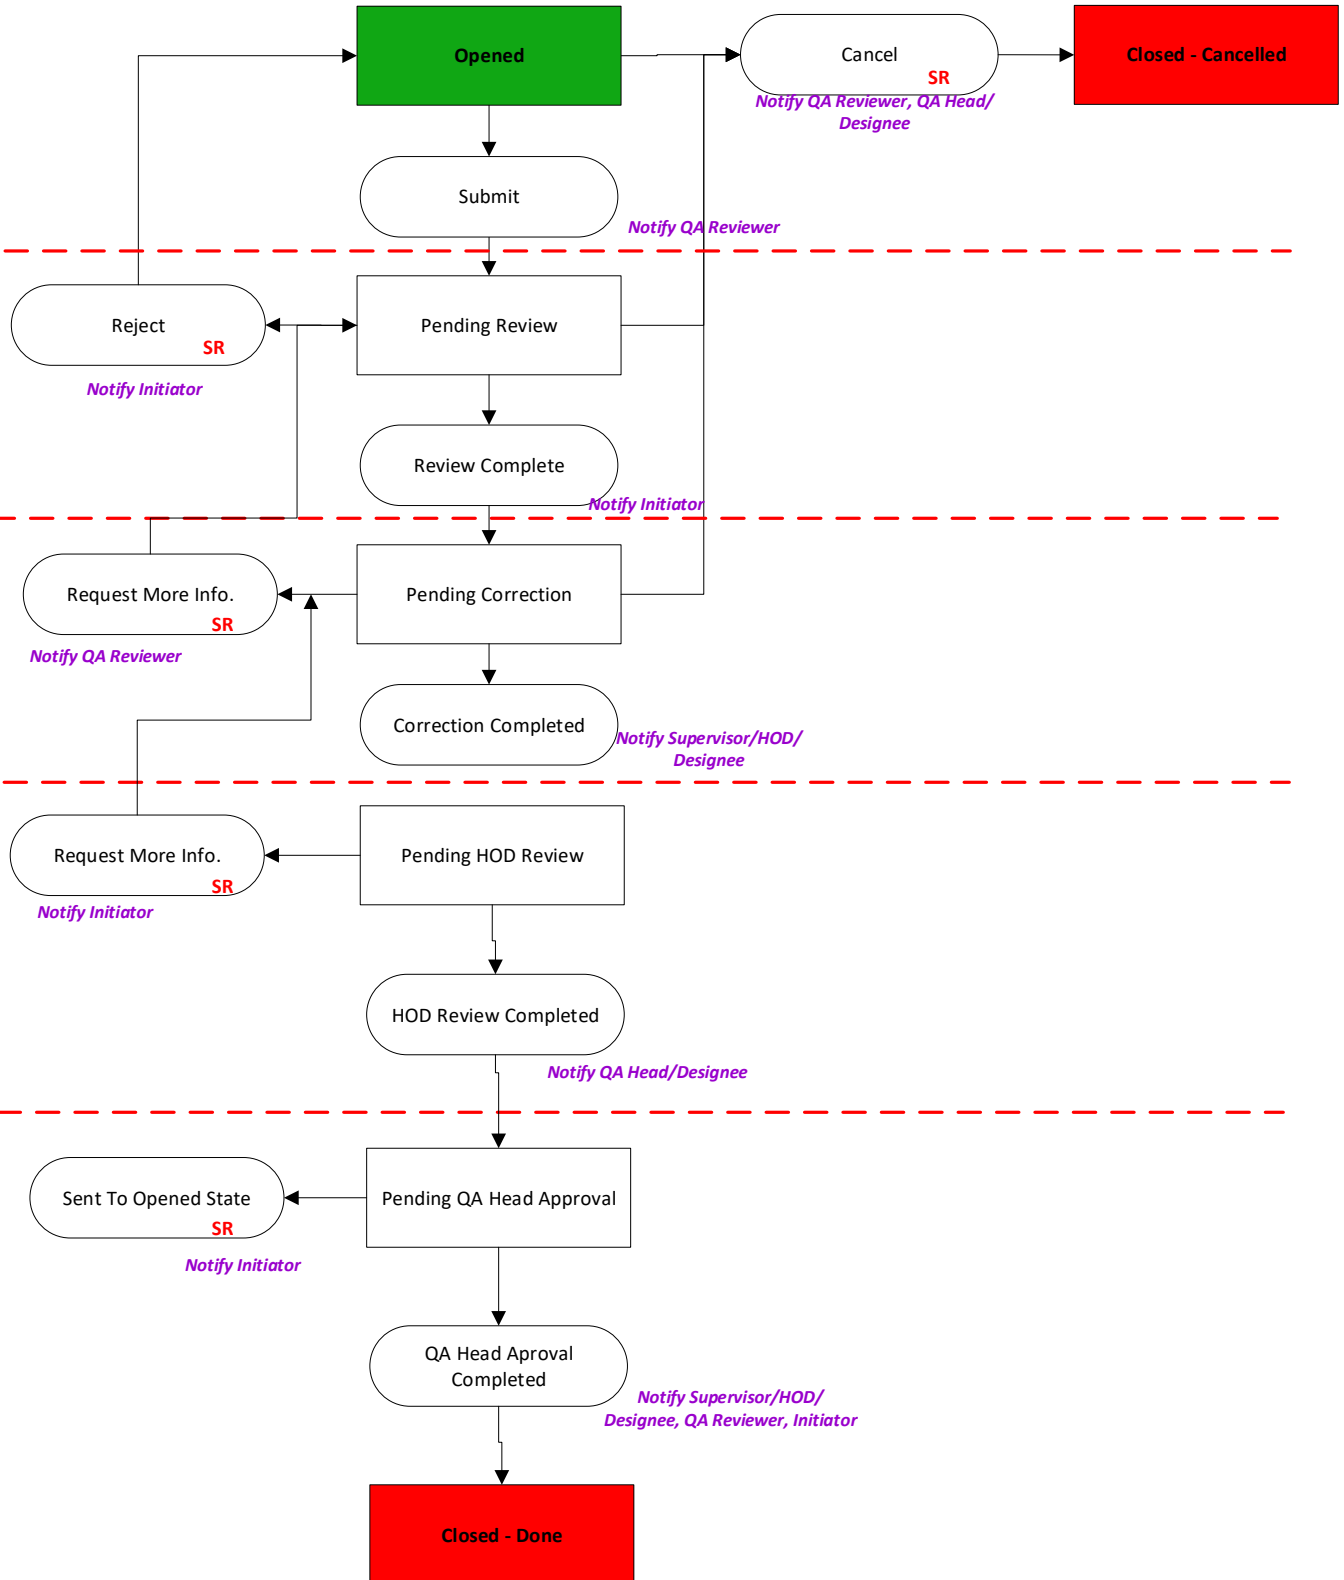 Opened
Cancel
SR
Closed - Cancelled
Notify QA Reviewer, QA Head/
Designee
Submit
Notify QA Reviewer
Reject
SR
Pending Review
Notify Initiator
Review Complete
Notify Initiator
Request More Info.
SR
Pending Correction
Notify QA Reviewer
Correction Completed
Notify Supervisor/HOD/
Designee
Request More Info.
SR
Pending HOD Review
Notify Initiator
HOD Review Completed
Notify QA Head/Designee
Sent To Opened State
SR
Pending QA Head Approval
Notify Initiator
QA Head Aproval
Completed
Notify Supervisor/HOD/
Designee, QA Reviewer, Initiator
Closed - Done